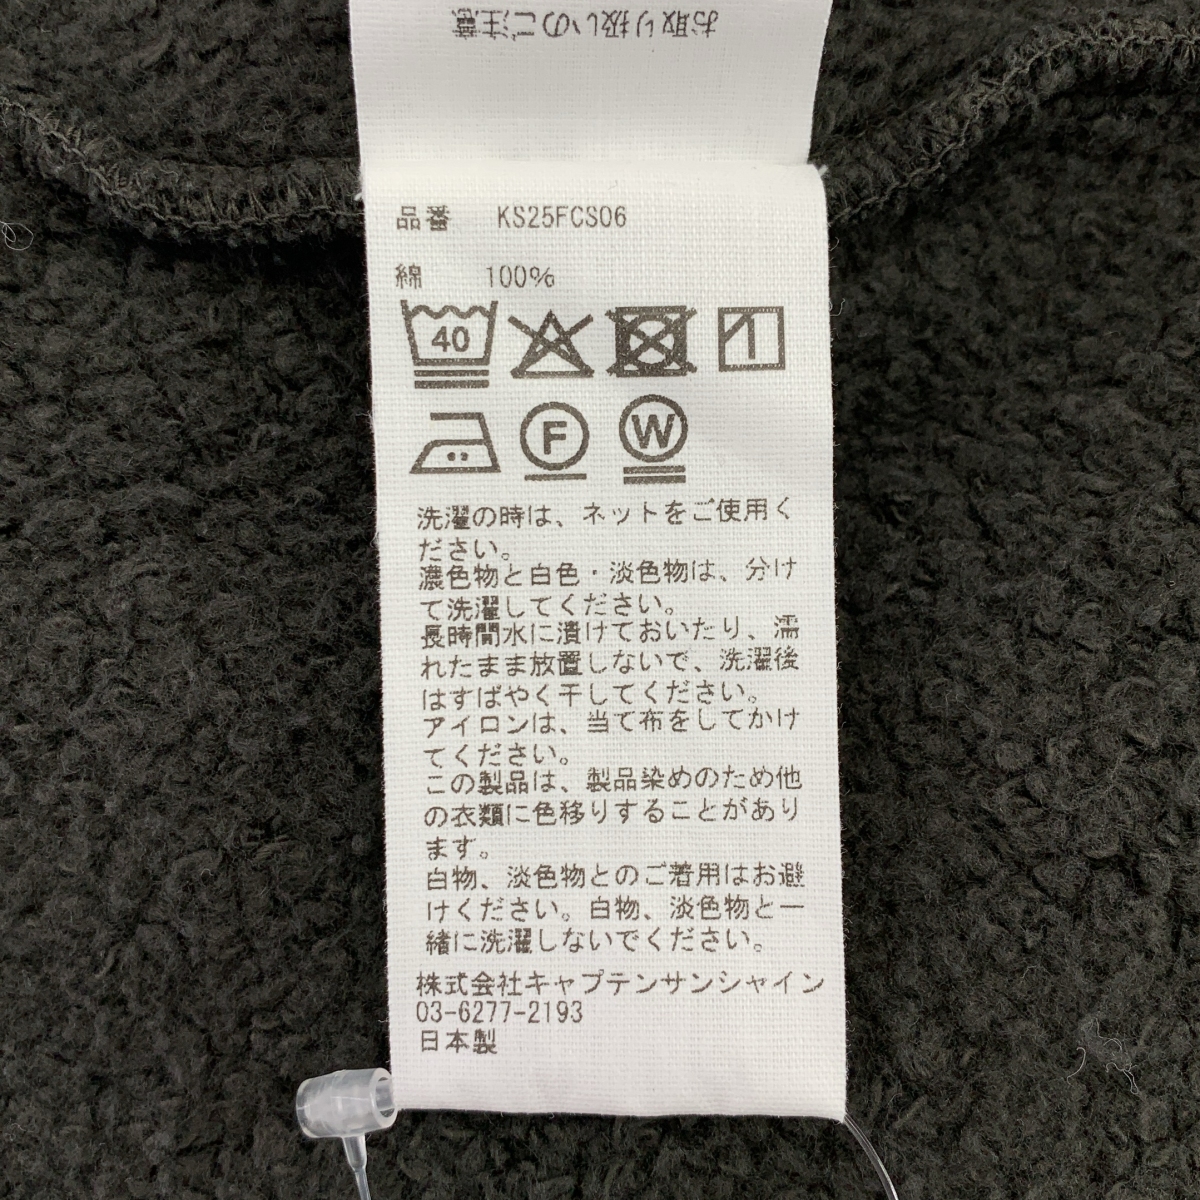 お取り扱いのご注意
品番 KS25FCS06
綿 100%
40
F W
洗濯の時は、ネットをご使用く
ださい。
濃色物と白色・淡色物は、分け
て洗濯してください。
長時間水に漬けておいたり、濡
れたまま放置しないで、洗濯後
はすばやく干してください。
アイロンは、当て布をしてかけ
てください。
この製品は、製品染めのため他
の衣類に色移りすることがあり
ます。
白物、淡色物とのご着用はお避
けください。白物、淡色物と一
緒に洗濯しないでください。
株式会社キャプテンサンシャイン
03-6277-2193
日本製